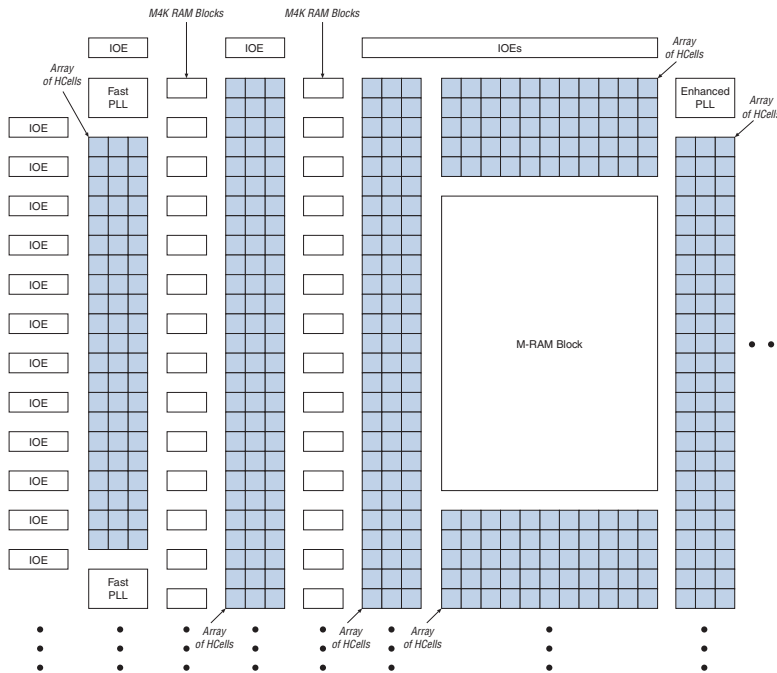 M4K RAM Blocks
M4K RAM Blocks
IOE
IOE
IOEs
Array
of HCells
Array
of HCells
Fast
PLL
Enhanced
PLL
Array
of HCells
IOE
IOE
IOE
IOE
IOE
IOE
M-RAM Block
IOE
IOE
IOE
IOE
IOE
IOE
Fast
PLL
Array
of HCells
Array
of HCells
Array
of HCells